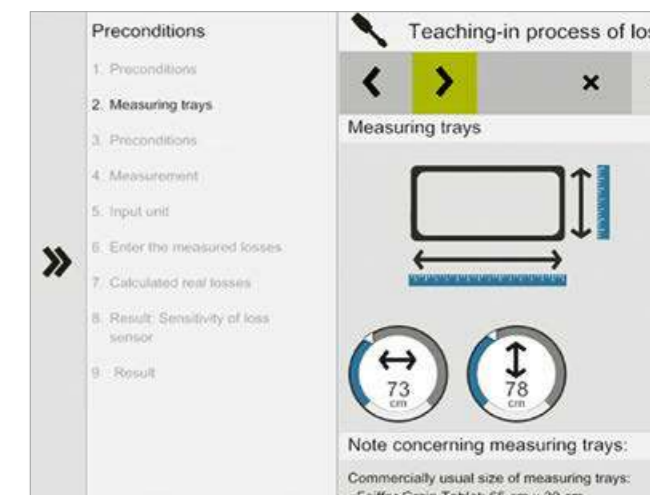 Preconditions
1. Preconditions
2. Measuring trays
3. Preconditions
4. Measurement
5. Input unit
6. Enter the measured losses
7. Calculated real losses
8. Result: Sensitivity of loss
sensor
9. Result
Teaching-in process of los
Measuring trays
73
cm
78
cm
Note concerning measuring trays:
Commercially usual size of measuring trays: